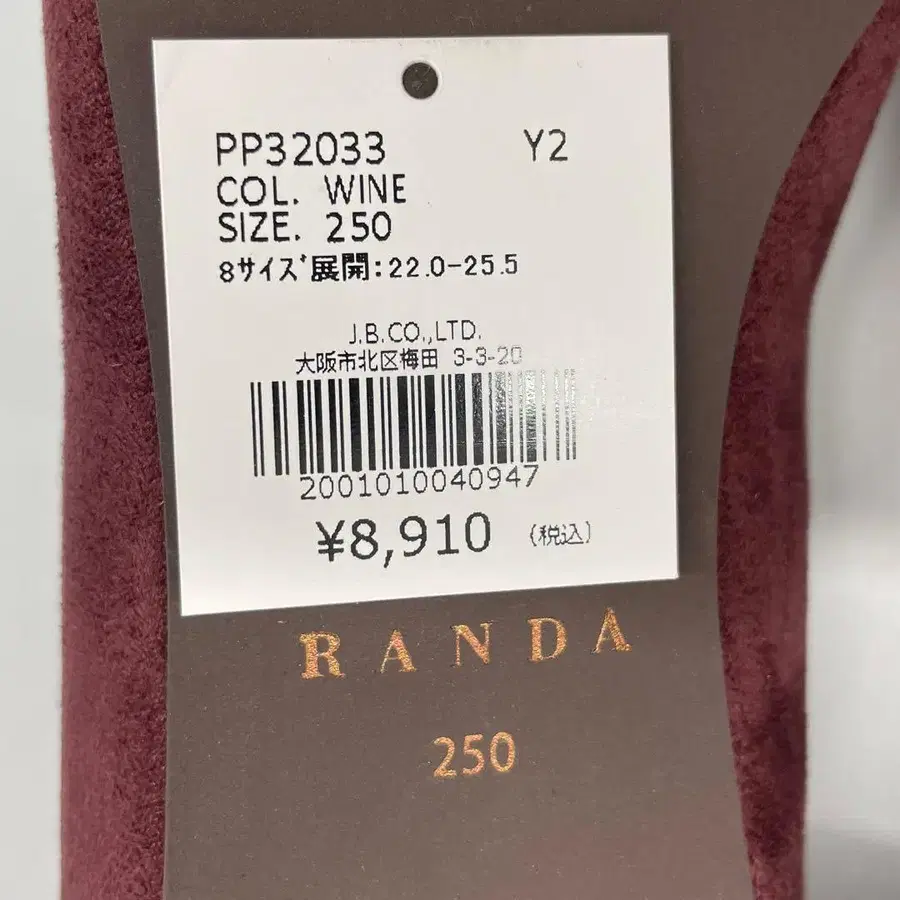 PP32033 Y2
COL. WINE
SIZE. 250
8サイズ展開:22.0-25.5
J.B.CO.,LTD.
大阪市北区梅田 3-3-20
2001010040947
¥8,910 (税込)
RANDA
250